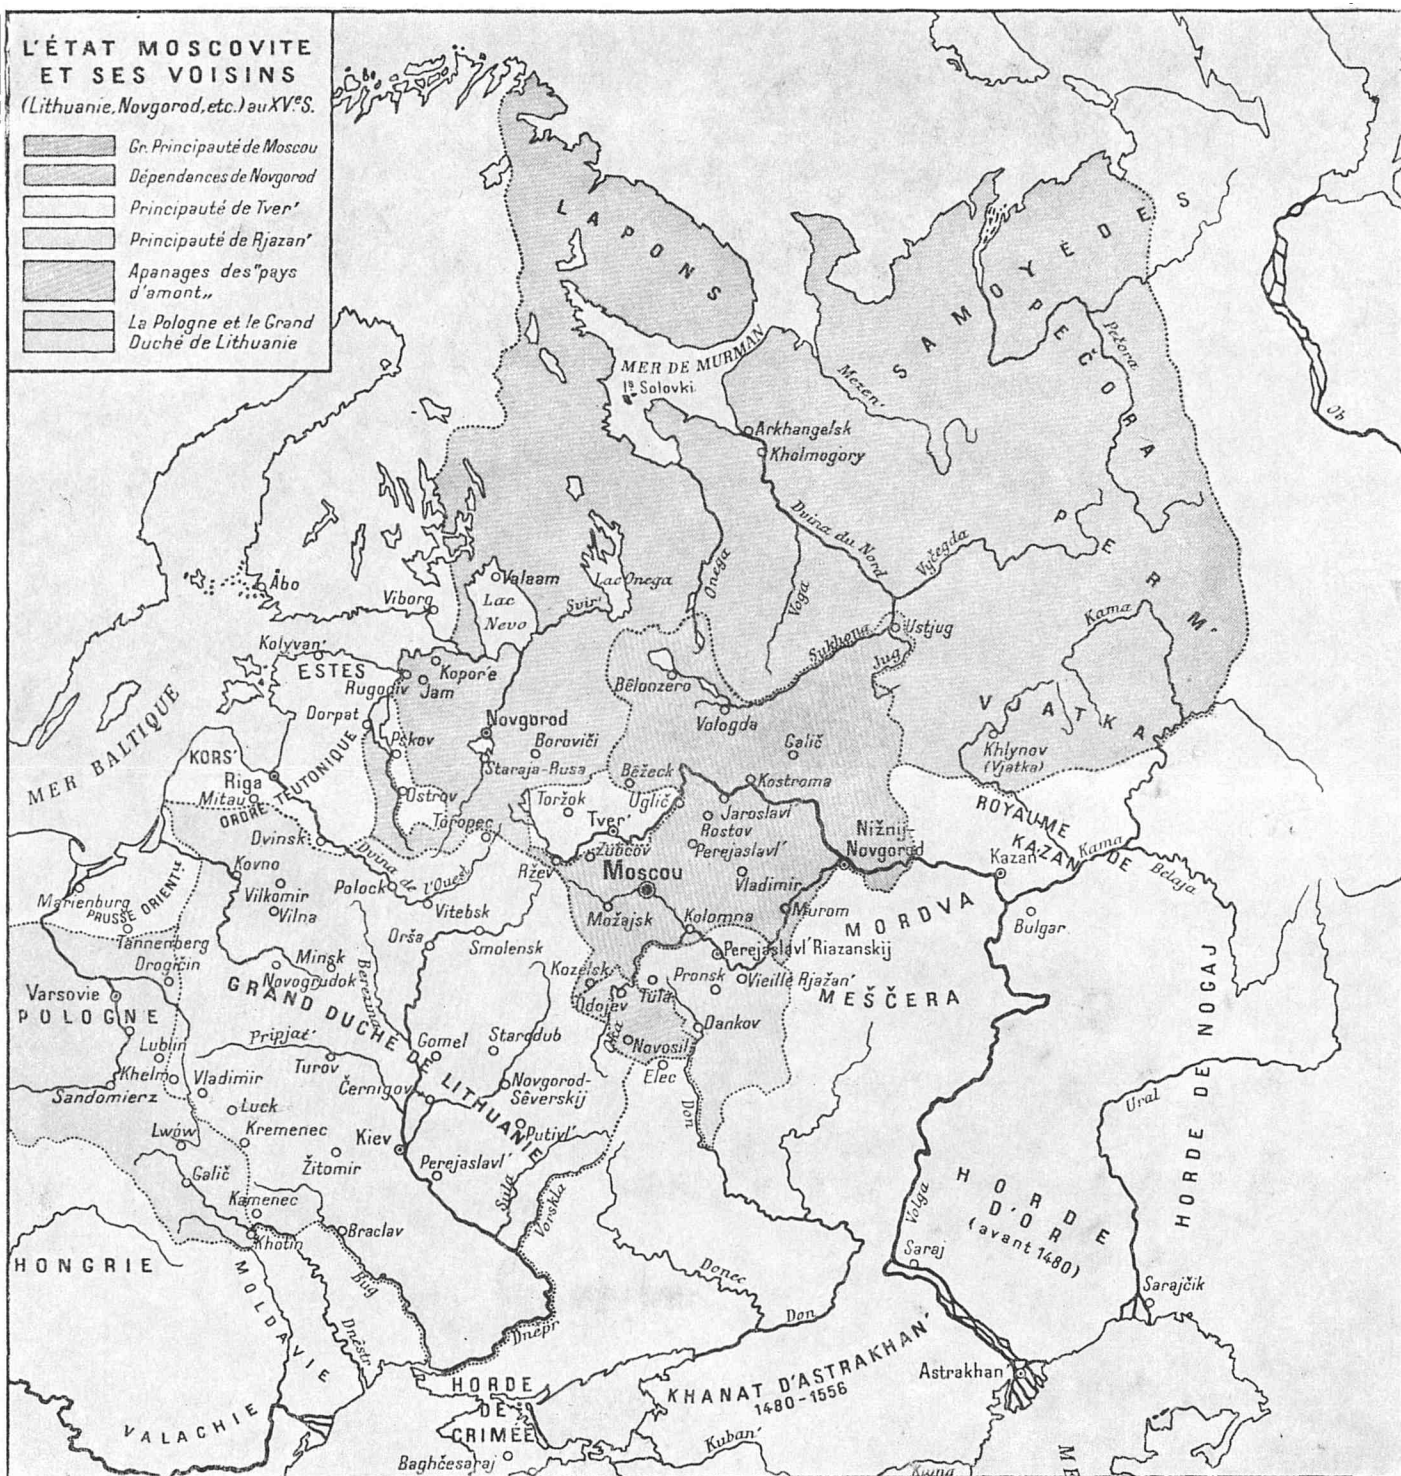 L'ÉTAT MOSCOVITE
ET SES VOISINS
(Lithuanie, Novgorod, etc.) au XVe S.
Gr. Principauté de Moscou
Dépendances de Novgorod
Principauté de Tver'
Principauté de Rjazan'
Apanages des "pays
d'amont„
La Pologne et le Grand
Duché de Lithuanie
LAPONS
SAMOYÈDES
PEČORA
Pečora
MER DE MURMAN
Is Solovki
Mezen'
Ob
Arkhangelsk
Kholmogory
Dvina du Nord
Vyčegda
PERM'
Onega
Voga
Valaam
Lac
Nevo
Lac Onega
Svir'
Åbo
Viborg
Sukhona
Ustjug
Jug
Kama
Kolyvan'
ESTES
Rugodiv
Kopor'e
Jam
Bêlonzero
Vologda
VJATKA
Khlynov
(Vjatka)
Dorpat
Novgorod
Pskov
Boroviči
Staraja-Rusa
Galič
MER BALTIQUE
KORS'
Riga
Mitau
ORDRE TEUTONIQUE
Ostrov
Bêžeck
Uglič
Kostroma
Jaroslavl'
Rostov
Perejaslavl'
Toržok
Tver'
Toropec
Zubcov
Ržev
Nižnij-
Novgorod
ROYAUME
DE
KAZAN
Kazan'
Kama
Belaja
Dvinsk
Dvina de
l'Ouest
Kovno
Polock
Vilkomir
Vilna
Vitebsk
Moscou
Vladimir
Možajsk
Kolomna
Murom
MORDVA
Bulgar
Marienburg
PRUSSE ORIENTle
Tannenberg
Drogičin
Orša
Smolensk
Minsk
Novogrudok
Berezina
Kozelsk
Perejaslavl' Riazanskij
Pronsk
Vieille Rjažan'
Odojev
Tula
MEŠČERA
Varsovie
POLOGNE
GRAND DUCHÉ DE LITHUANIE
Oka
Novosil
Dankov
Elec
Lublin
Khelm
Sandomierz
Pripjat'
Turov
Gomel
Starodub
Černigov
Novgorod-
Sêverskij
Vladimir
Luck
Kremenec
Lwów
Kiev
Žitomir
Putivl'
Perejaslavl'
Don
Ural
HORDE DE NOGAJ
Galič
Kamenec
Khotin
Braclav
Bug
Sula
Vorskla
Volga
HORDE
D'OR
(avant 1480)
Saraj
Sarajčik
HONGRIE
MOLDAVIE
Dněstr
Dnepr
Donec
Don
VALACHIE
HORDE
DE
CRIMÉE
Baghčesaraj
KHANAT D'ASTRAKHAN'
1480-1556
Astrakhan'
Kuban'
Kuma
ME